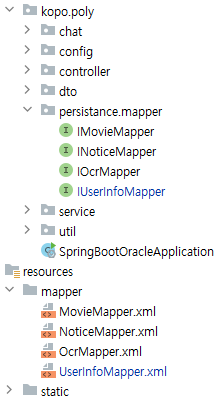 kopo.poly
chat
config
controller
dto
persistance.mapper
I IMovieMapper
I INoticeMapper
I IOcrMapper
I IUserInfoMapper
service
util
SpringBootOracleApplication
resources
mapper
MovieMapper.xml
NoticeMapper.xml
OcrMapper.xml
UserInfoMapper.xml
static